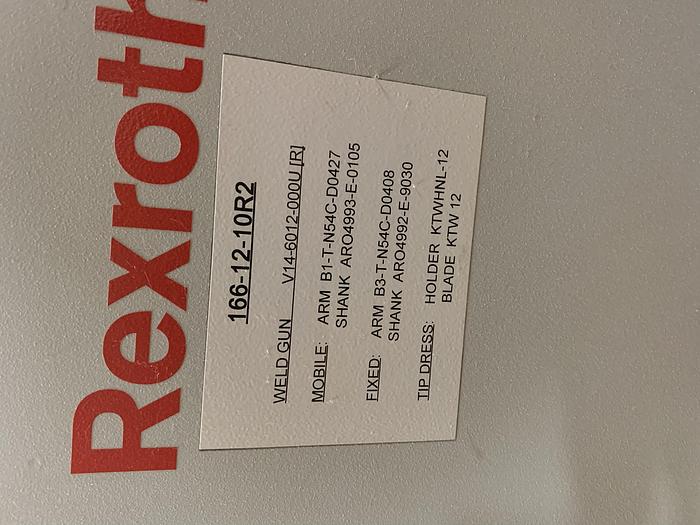 Rexroth
166-12-10R2
WELD GUN V14-6012-000U [R]
MOBILE: ARM B1-T-N54C-D0427
SHANK ARO4993-E-0105
FIXED: ARM B3-T-N54C-D0408
SHANK ARO4992-E-9030
TIP DRESS: HOLDER KTWHNL-12
BLADE KTW 12